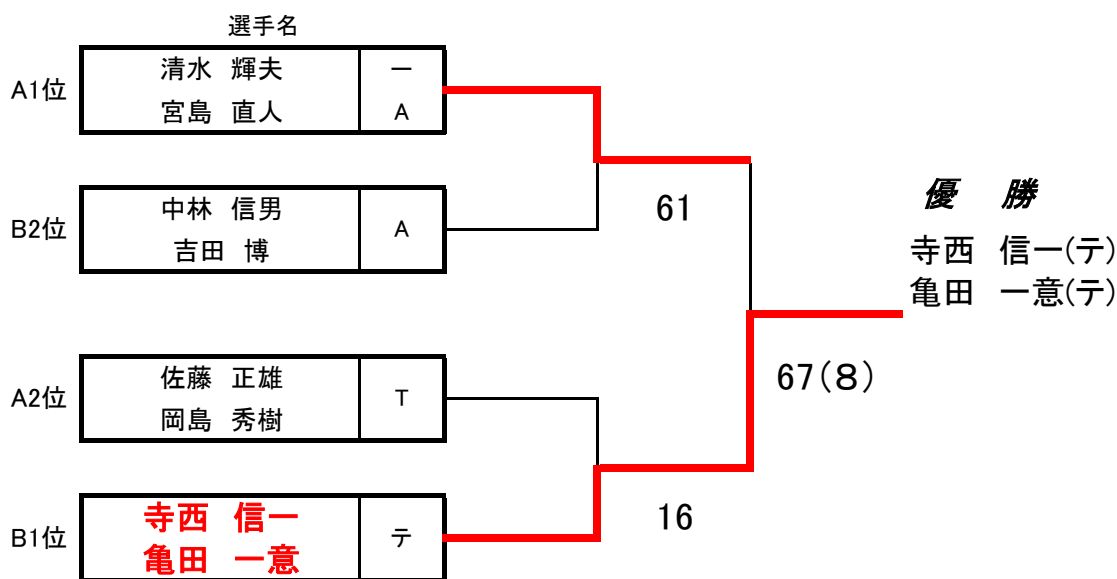 選手名
A1位 清水 輝夫 一
宮島 直人 A
B2位 中林 信男 A
吉田 博
61
優 勝
寺西 信一(テ)
亀田 一意(テ)
A2位 佐藤 正雄 T
岡島 秀樹
67(8)
B1位 寺西 信一 テ
亀田 一意
16